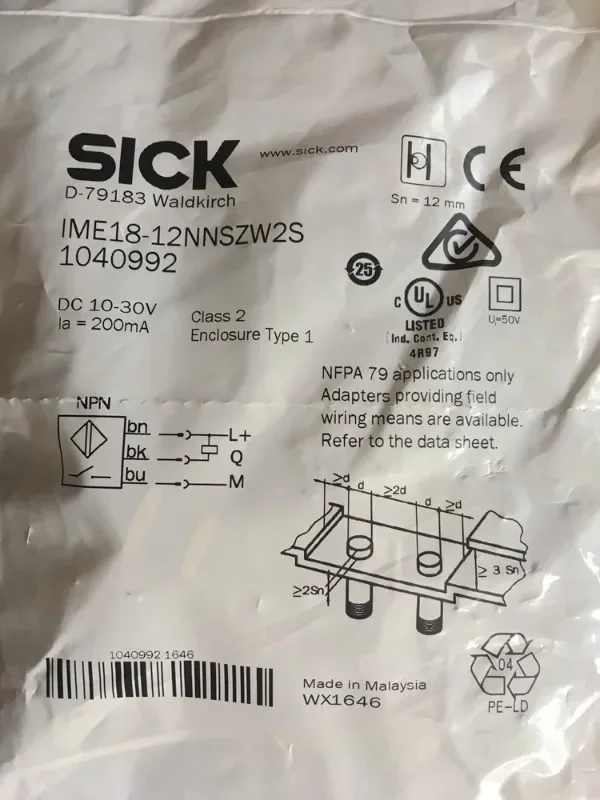 SICK
www.sick.com
D-79183 Waldkirch
Sn = 12 mm
IME18-12NNSZW2S
1040992
25
C UL US
LISTED
(Ind. Cont. Eq.)
4R97
Ui=50V
DC 10-30V
Ia = 200mA
Class 2
Enclosure Type 1
NFPA 79 applications only
Adapters providing field
wiring means are available.
Refer to the data sheet.
NPN
bn L+
bk Q
bu M
≥d d ≥2d d ≥d
≥2Sn
≥ 3 Sn
1040992 1646
Made in Malaysia
WX1646
04
PE-LD